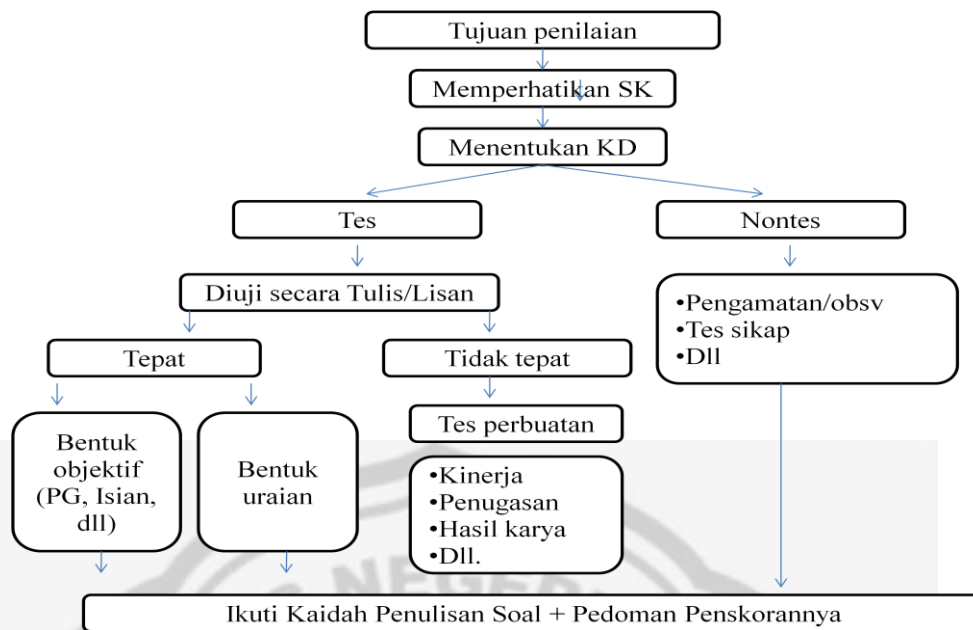 Tujuan penilaian
Memperhatikan SK
Menentukan KD
Tes
Nontes
Diuji secara Tulis/Lisan
•Pengamatan/obsv
•Tes sikap
•Dll
Tepat
Tidak tepat
Tes perbuatan
Bentuk
objektif
(PG, Isian,
dll)
Bentuk
uraian
•Kinerja
•Penugasan
•Hasil karya
•Dll.
NEGER
Ikuti Kaidah Penulisan Soal + Pedoman Penskorannya